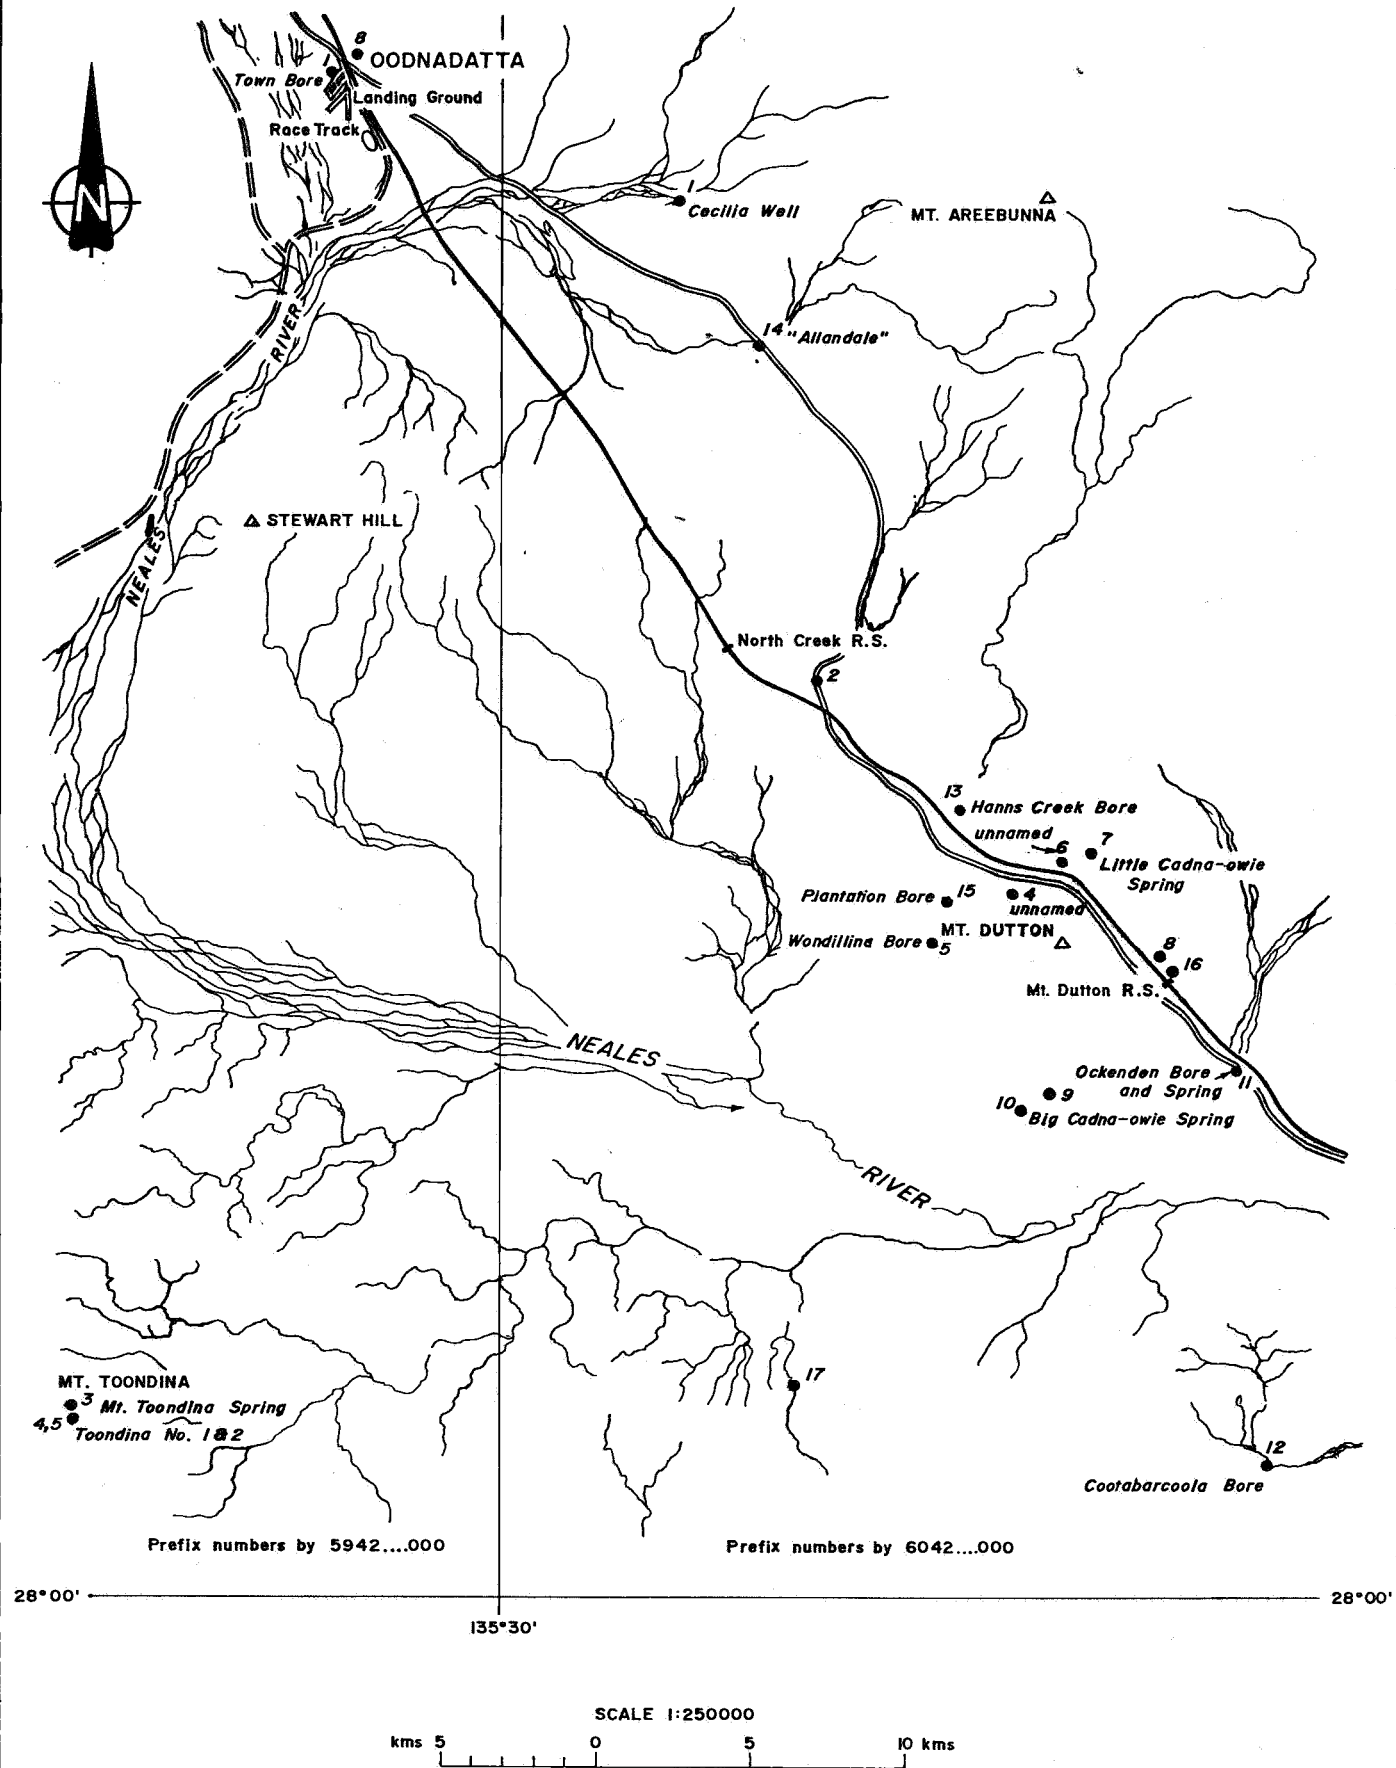 8
OODNADATTA
1
Town Bore
Landing Ground
Race Track
N
1
Cecilia Well
MT. AREEBUNNA
RIVER
14 "Allandale"
STEWART HILL
NEALES
North Creek R.S.
2
13
Hanns Creek Bore
unnamed
6
7
Little Cadna-owie
Spring
Plantation Bore 15
4
unnamed
MT. DUTTON
Wondillina Bore 5
8
16
Mt. Dutton R.S.
NEALES
Ockenden Bore
and Spring
11
9
10
Big Cadna-owie Spring
RIVER
MT. TOONDINA
3 Mt. Toondina Spring
4,5
Toondina No. 1 & 2
17
12
Cootabarcoola Bore
Prefix numbers by 5942....000
Prefix numbers by 6042....000
28°00'
28°00'
135°30'
SCALE 1:250000
kms 5 0 5 10 kms